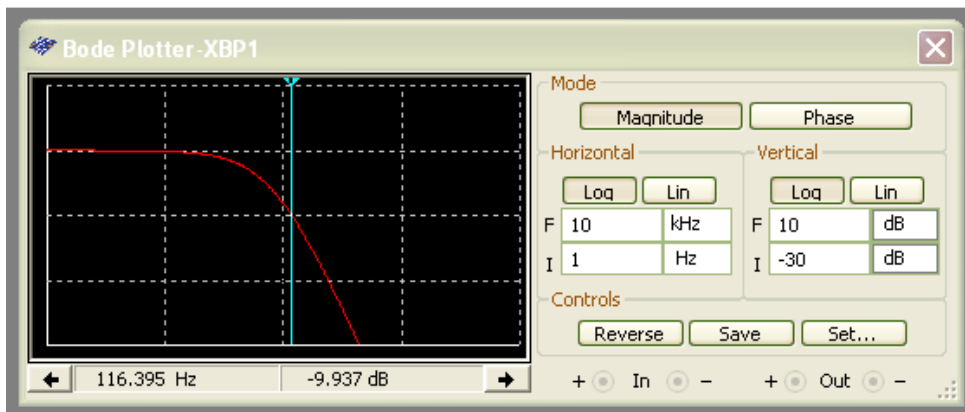 Bode Plotter-XBP1
Mode
Magnitude Phase
Horizontal Vertical
Log Lin Log Lin
F 10 kHz F 10 dB
I 1 Hz I -30 dB
Controls
Reverse Save Set...
116.395 Hz -9.937 dB + In - + Out -